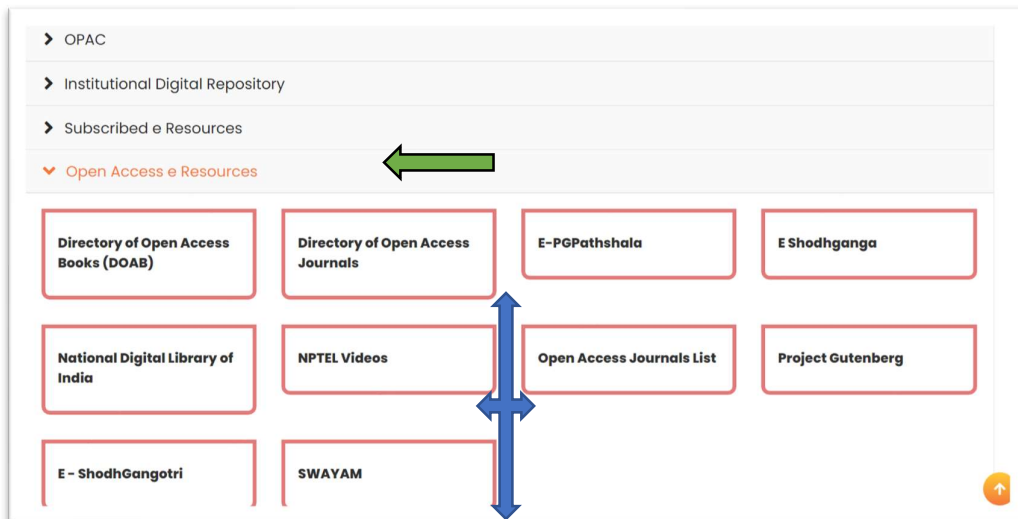 OPAC
Institutional Digital Repository
Subscribed e Resources
Open Access e Resources
Directory of Open Access
Books (DOAB)
Directory of Open Access
Journals
E-PGPathshala
E Shodhganga
National Digital Library of
India
NPTEL Videos
Open Access Journals List
Project Gutenberg
E - ShodhGangotri
SWAYAM